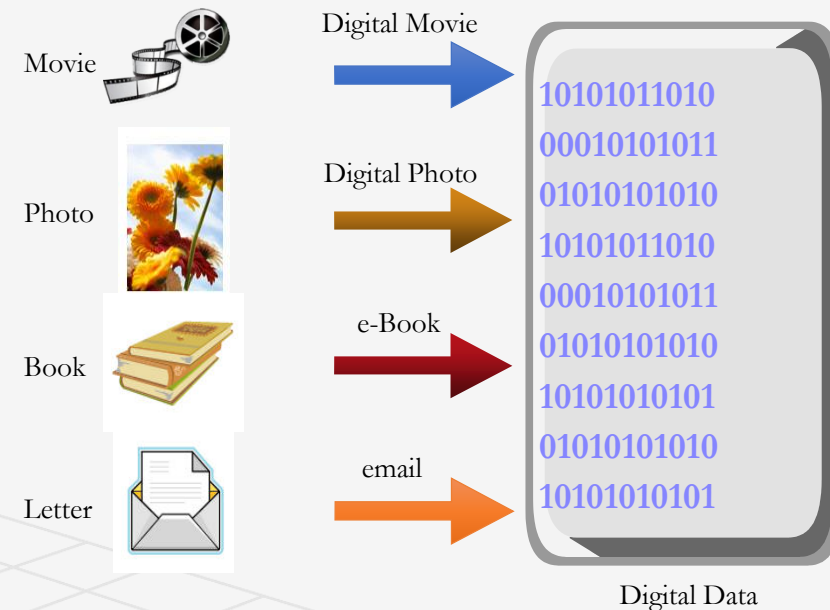 Movie
Digital Movie
Photo
Digital Photo
Book
e-Book
Letter
email
10101011010
00010101011
01010101010
10101011010
00010101011
01010101010
10101010101
01010101010
10101010101
Digital Data